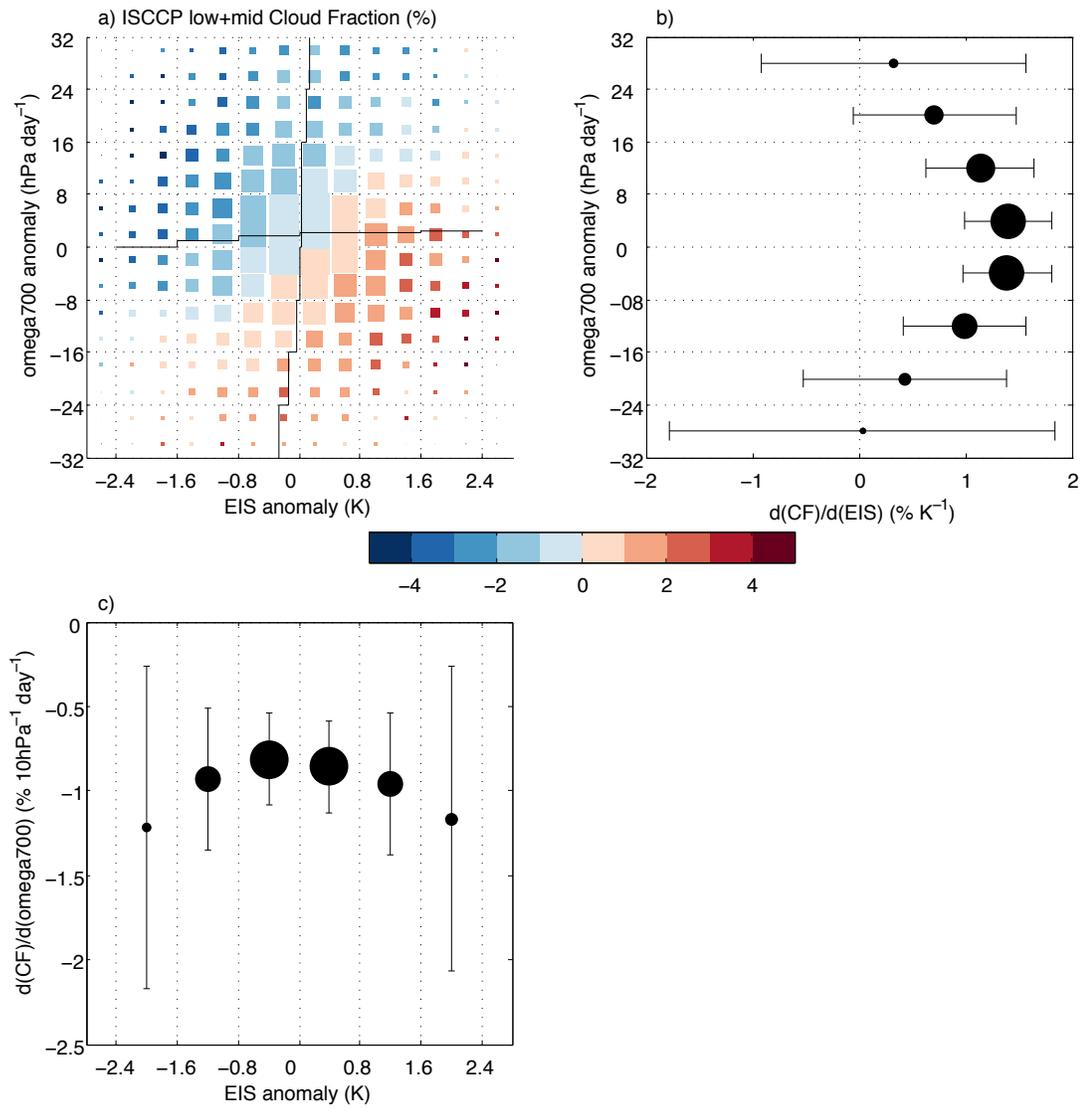 a) ISCCP low+mid Cloud Fraction (%)
b)
32
24
16
8
0
−8
−16
−24
−32
omega700 anomaly (hPa day−1)
−2.4 −1.6 −0.8 0 0.8 1.6 2.4
EIS anomaly (K)
32
24
16
8
0
−08
−16
−24
−32
omega700 anomaly (hPa day−1)
−2 −1 0 1 2
d(CF)/d(EIS) (% K−1)
−4 −2 0 2 4
c)
0
−0.5
−1
−1.5
−2
−2.5
d(CF)/d(omega700) (% 10hPa−1 day−1)
−2.4 −1.6 −0.8 0 0.8 1.6 2.4
EIS anomaly (K)